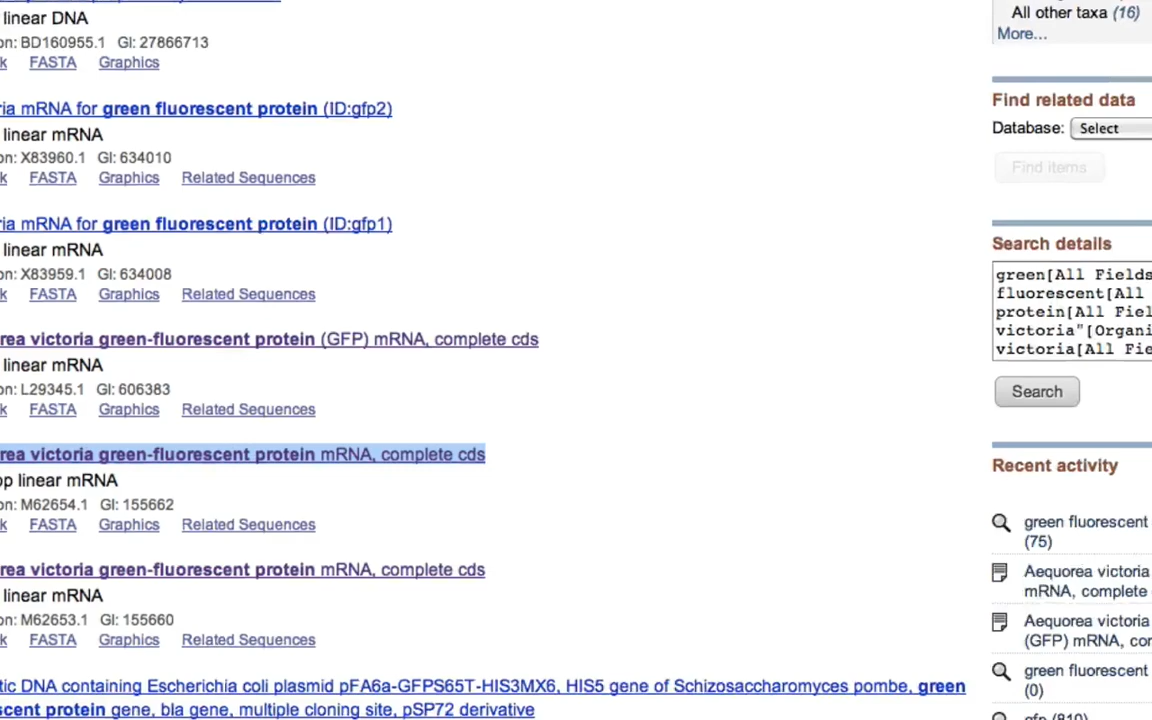 linear DNA
on: BD160955.1 GI: 27866713
k FASTA Graphics
ria mRNA for green fluorescent protein (ID:gfp2)
linear mRNA
on: X83960.1 GI: 634010
k FASTA Graphics Related Sequences
ria mRNA for green fluorescent protein (ID:gfp1)
linear mRNA
on: X83959.1 GI: 634008
k FASTA Graphics Related Sequences
rea victoria green-fluorescent protein (GFP) mRNA, complete cds
linear mRNA
on: L29345.1 GI: 606383
k FASTA Graphics Related Sequences
rea victoria green-fluorescent protein mRNA, complete cds
op linear mRNA
on: M62654.1 GI: 155662
k FASTA Graphics Related Sequences
rea victoria green-fluorescent protein mRNA, complete cds
linear mRNA
on: M62653.1 GI: 155660
k FASTA Graphics Related Sequences
tic DNA containing Escherichia coli plasmid pFA6a-GFPS65T-HIS3MX6, HIS5 gene of Schizosaccharomyces pombe, green
scent protein gene, bla gene, multiple cloning site, pSP72 derivative
All other taxa (16)
More...
Find related data
Database: Select
Find items
Search details
green[All Fields
fluorescent[All
protein[All Fiel
victoria"[Organi
victoria[All Fie
Search
Recent activity
green fluorescent
(75)
Aequorea victoria
mRNA, complete
Aequorea victoria
(GFP) mRNA, cor
green fluorescent
(0)
gfp (810)